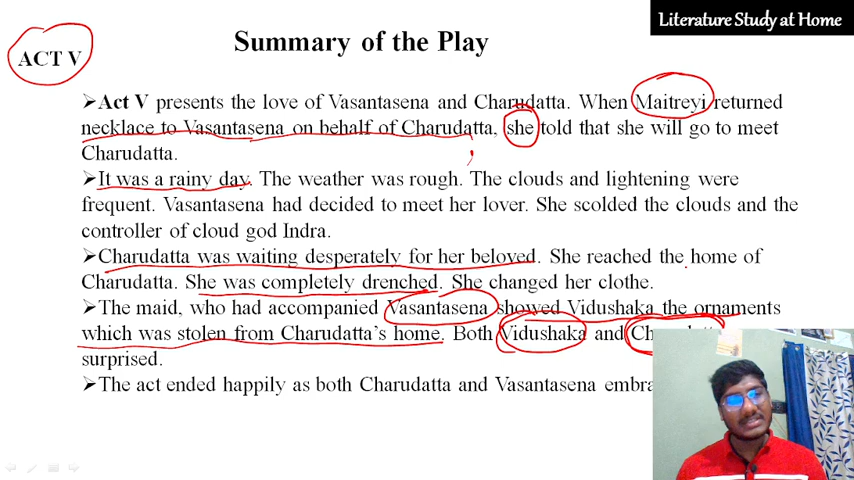 Literature Study at Home
Summary of the Play
ACT V
➤Act V presents the love of Vasantasena and Charudatta. When Maitreyi returned
necklace to Vasantasena on behalf of Charudatta, she told that she will go to meet
Charudatta.
➤It was a rainy day. The weather was rough. The clouds and lightening were
frequent. Vasantasena had decided to meet her lover. She scolded the clouds and the
controller of cloud god Indra.
➤Charudatta was waiting desperately for her beloved. She reached the home of
Charudatta. She was completely drenched. She changed her clothe.
➤The maid, who had accompanied Vasantasena showed Vidushaka the ornaments
which was stolen from Charudatta's home. Both Vidushaka and
surprised.
➤The act ended happily as both Charudatta and Vasantasena